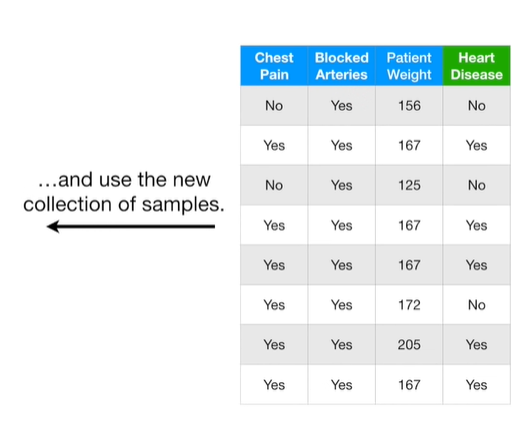 Chest Pain Blocked Arteries Patient Weight Heart Disease
No Yes 156 No
Yes Yes 167 Yes
…and use the new
collection of samples.
No Yes 125 No
Yes Yes 167 Yes
Yes Yes 167 Yes
Yes Yes 172 No
Yes Yes 205 Yes
Yes Yes 167 Yes